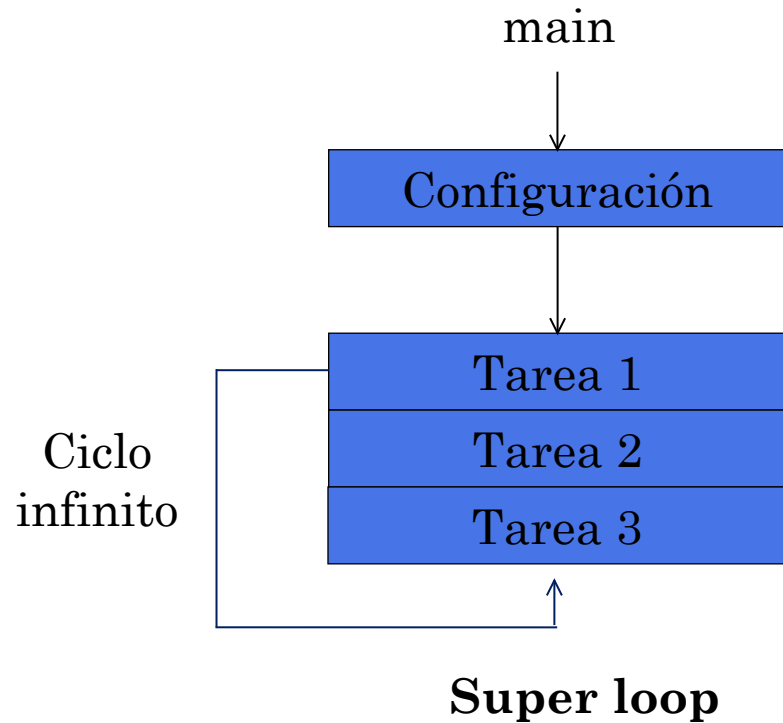 main
Configuración
Tarea 1
Tarea 2
Tarea 3
Ciclo
infinito
Super loop